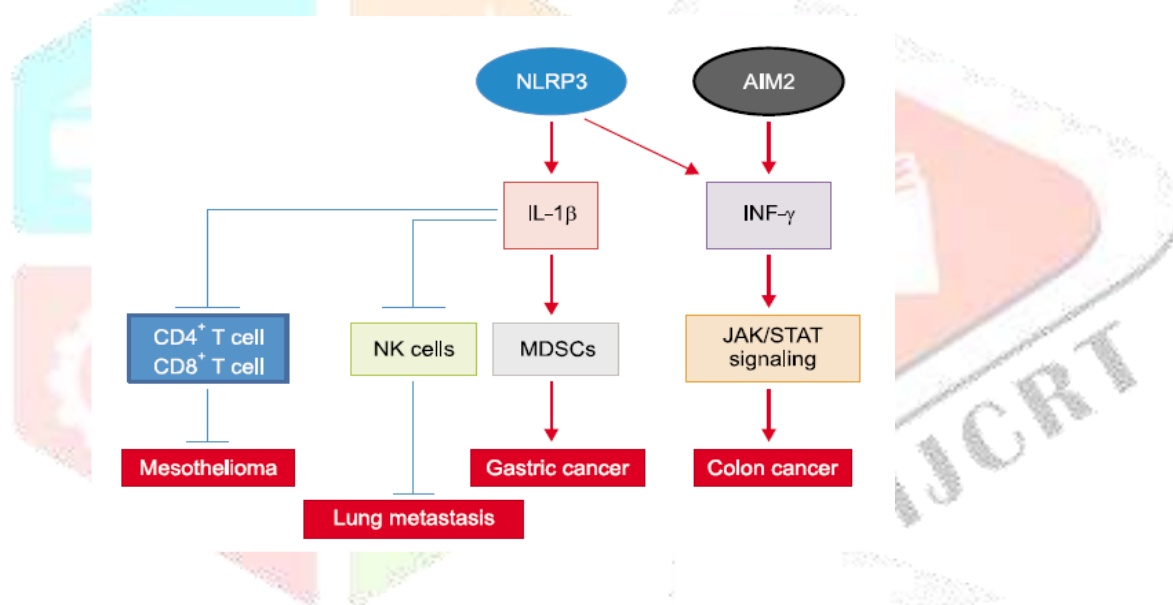 NLRP3
AIM2
IL–1β
INF–γ
CD4⁺ T cell
CD8⁺ T cell
NK cells
MDSCs
JAK/STAT
signaling
Mesothelioma
Gastric cancer
Colon cancer
Lung metastasis
IJCRT